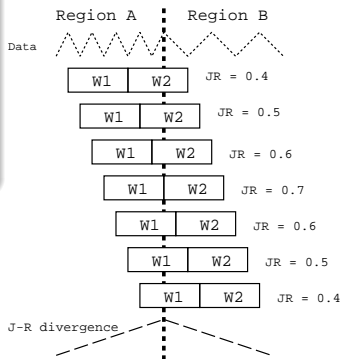 Region A Region B
Data
W1 W2 JR = 0.4
W1 W2 JR = 0.5
W1 W2 JR = 0.6
W1 W2 JR = 0.7
W1 W2 JR = 0.6
W1 W2 JR = 0.5
W1 W2 JR = 0.4
J-R divergence